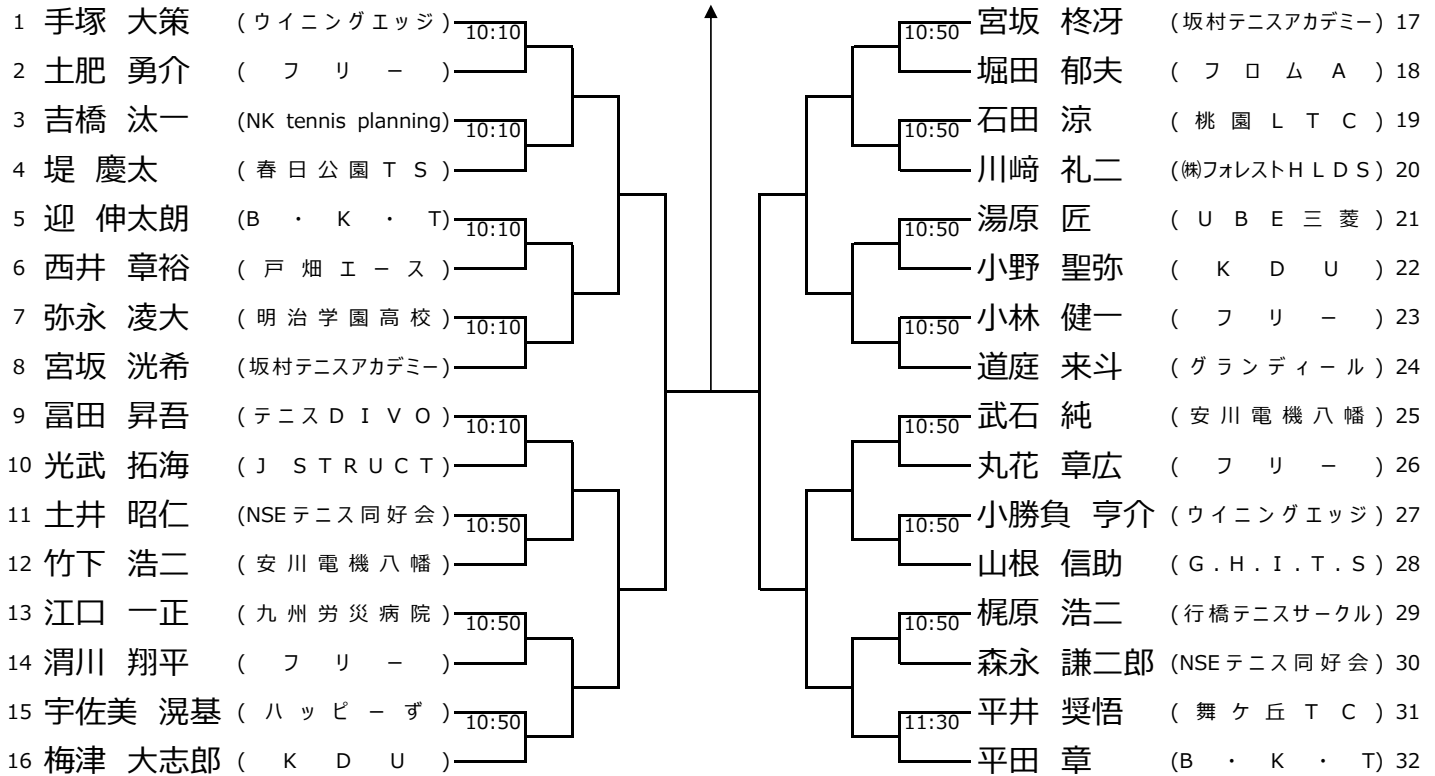 1 手塚 大策 (ウイニングエッジ) 10:10
2 土肥 勇介 (フリー)
3 吉橋 汰一 (NK tennis planning) 10:10
4 堤 慶太 (春日公園TS)
5 迎 伸太朗 (B・K・T) 10:10
6 西井 章裕 (戸畑エース)
7 弥永 凌大 (明治学園高校) 10:10
8 宮坂 洸希 (坂村テニスアカデミー)
9 冨田 昇吾 (テニスDIVO) 10:10
10 光武 拓海 (J STRUCT)
11 土井 昭仁 (NSEテニス同好会) 10:50
12 竹下 浩二 (安川電機八幡)
13 江口 一正 (九州労災病院) 10:50
14 渭川 翔平 (フリー)
15 宇佐美 滉基 (ハッピーず) 10:50
16 梅津 大志郎 (KDU)
10:50 宮坂 柊冴 (坂村テニスアカデミー) 17
堀田 郁夫 (フロムA) 18
10:50 石田 涼 (桃園LTC) 19
川﨑 礼二 (㈱フォレストHLDS) 20
10:50 湯原 匠 (UBE三菱) 21
小野 聖弥 (KDU) 22
10:50 小林 健一 (フリー) 23
道庭 来斗 (グランディール) 24
10:50 武石 純 (安川電機八幡) 25
丸花 章広 (フリー) 26
10:50 小勝負 亨介 (ウイニングエッジ) 27
山根 信助 (G.H.I.T.S) 28
10:50 梶原 浩二 (行橋テニスサークル) 29
森永 謙二郎 (NSEテニス同好会) 30
11:30 平井 奨悟 (舞ケ丘TC) 31
平田 章 (B・K・T) 32